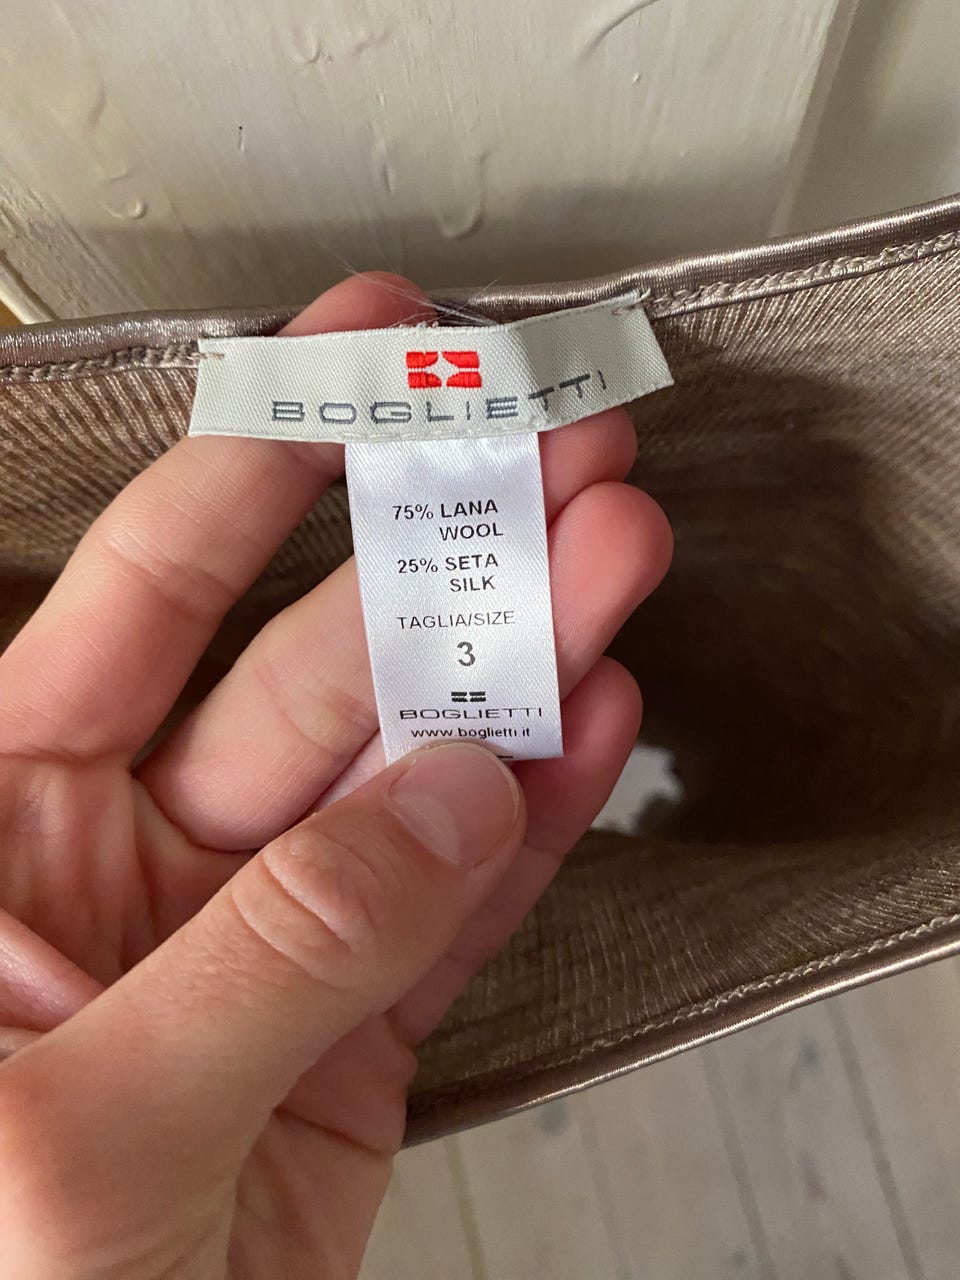 BOGLIETTI
75% LANA
WOOL
25% SETA
SILK
TAGLIA/SIZE
3
BOGLIETTI
www.boglietti.it